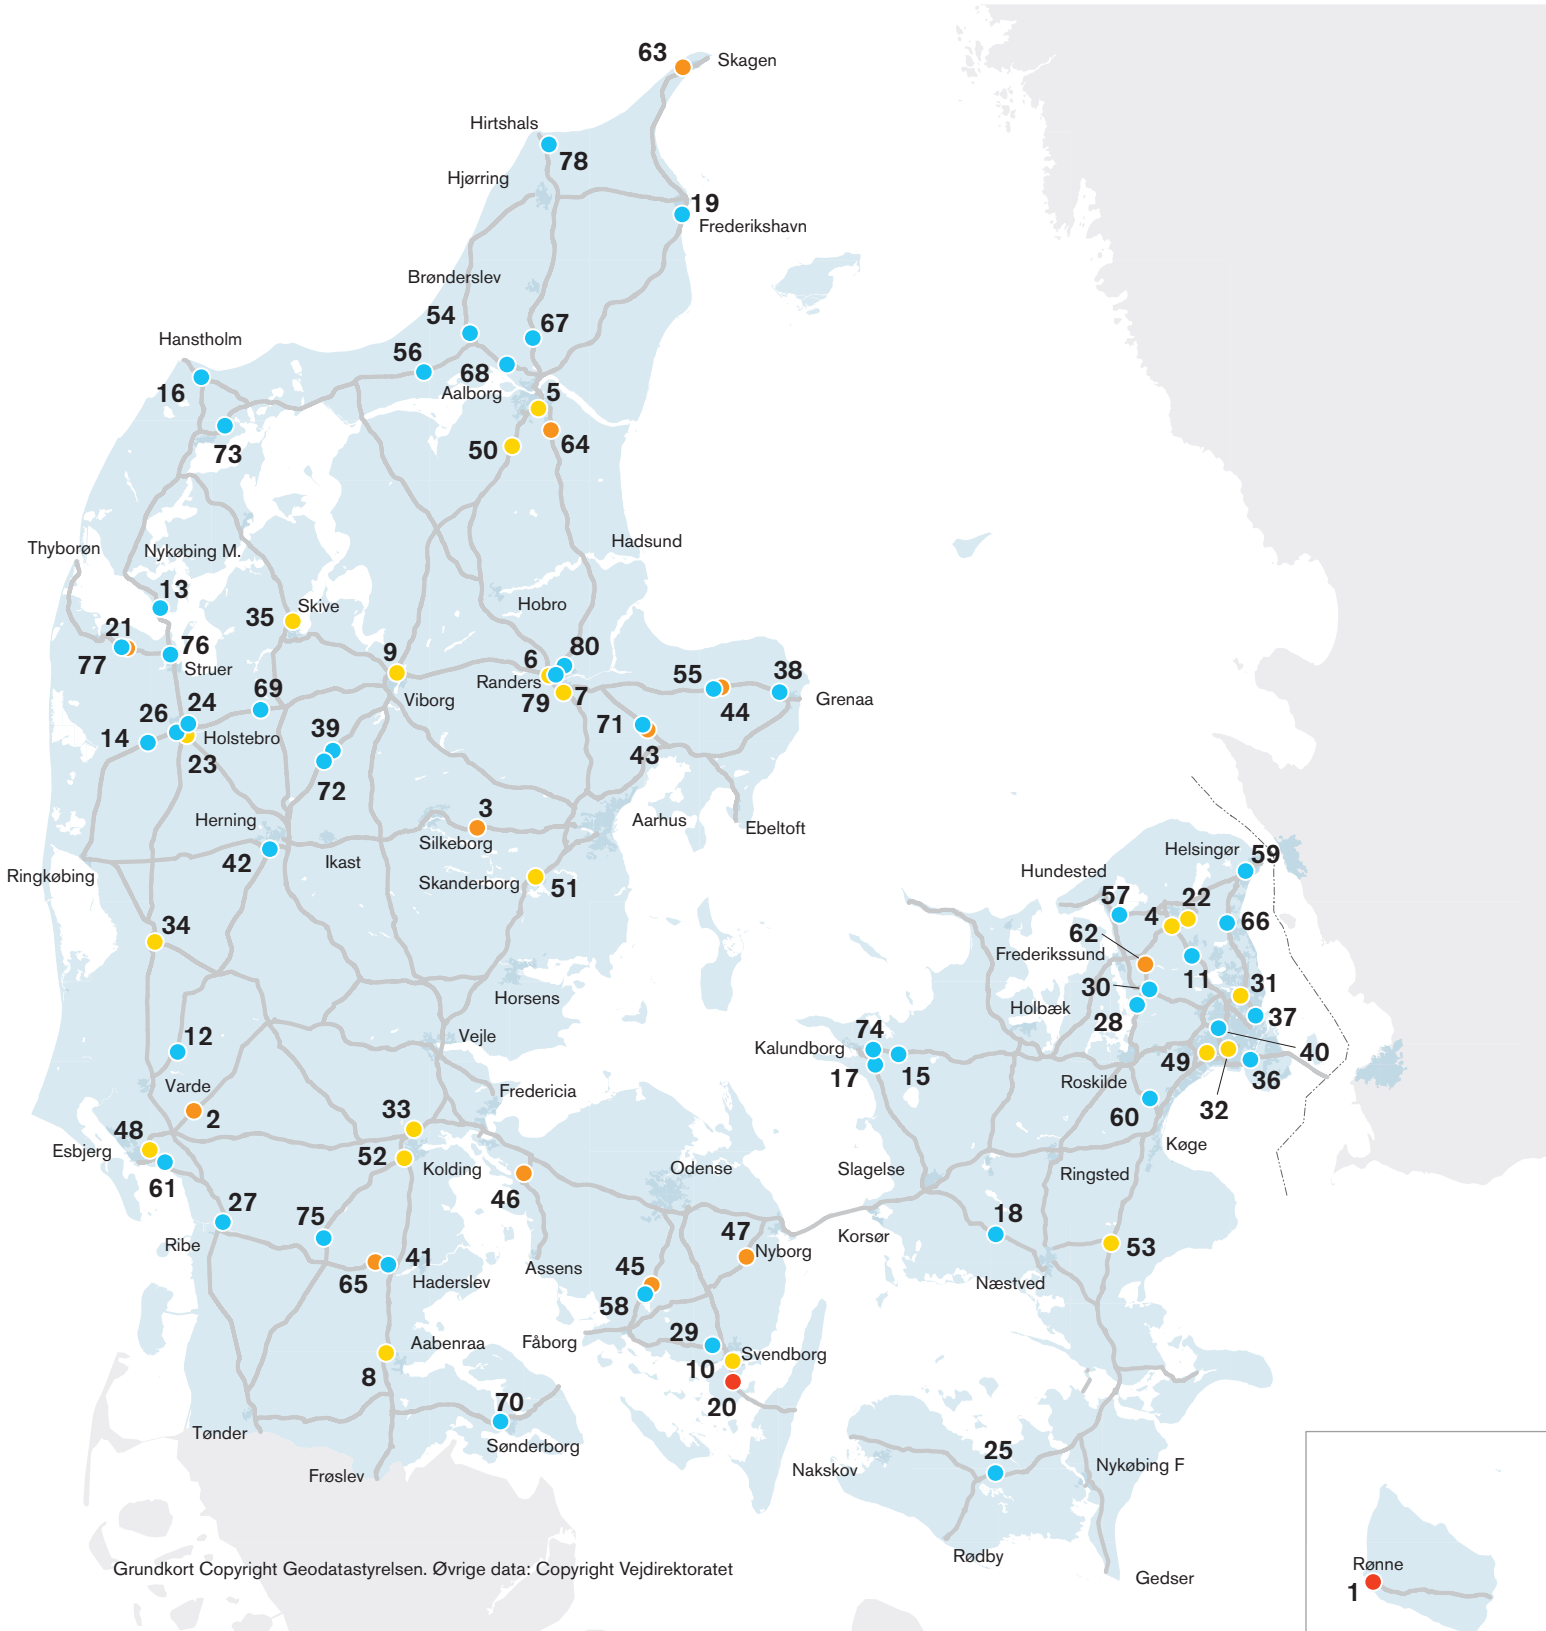 63
Skagen
Hirtshals
78
Hjørring
19
Frederikshavn
Brønderslev
54
67
Hanstholm
56
68
16
Aalborg
5
73
50
64
Thyborøn
Nykøbing M.
Hadsund
13
Hobro
35
Skive
21
76
77
Struer
9
6
80
Randers
79
7
55
38
44
Grenaa
69
Viborg
24
26
14
Holstebro
23
39
72
71
43
Herning
3
Silkeborg
Aarhus
Ebeltoft
42
Ikast
Ringkøbing
Skanderborg
51
Helsingør
59
Hundested
57
22
4
66
34
62
Frederikssund
11
30
31
Horsens
Holbæk
28
37
12
Vejle
74
Kalundborg
17
15
49
40
36
Varde
Fredericia
Roskilde
60
32
2
33
48
Esbjerg
52
Kolding
Køge
61
46
Odense
Slagelse
Ringsted
27
75
18
47
Korsør
53
Ribe
Nyborg
41
65
Haderslev
Assens
45
58
Næstved
Aabenraa
Fåborg
29
8
10
Svendborg
20
70
Tønder
Sønderborg
25
Frøslev
Nakskov
Nykøbing F
Rødby
Gedser
Rønne
1
Grundkort Copyright Geodatastyrelsen. Øvrige data: Copyright Vejdirektoratet